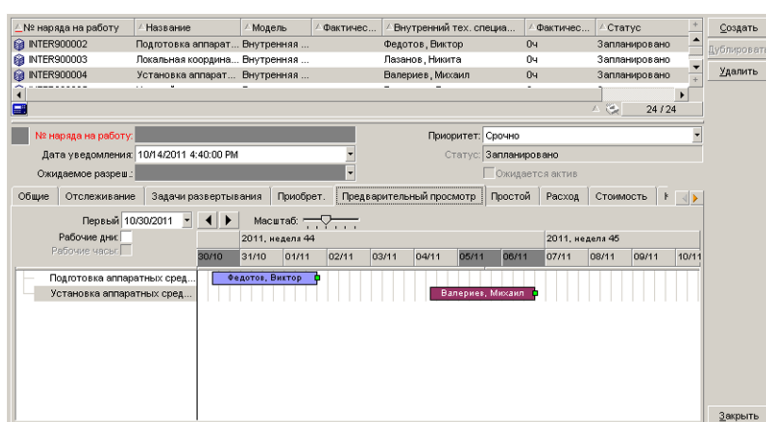 № наряда на работу Название Модель Фактичес... Внутренний тех. специа... Фактичес... Статус
INTER900002 Подготовка аппарат... Внутренняя ... Федотов, Виктор 0ч Запланировано
INTER900003 Локальная координа... Внутренняя ... Лазанов, Никита 0ч Запланировано
INTER900004 Установка аппарат... Внутренняя ... Валериев, Михаил 0ч Запланировано
24 / 24
Создать
Дублироват
Удалить
№ наряда на работу: Приоритет: Срочно
Дата уведомления: 10/14/2011 4:40:00 PM Статус: Запланировано
Ожидаемое разреш.: Ожидается актив
Общие Отслеживание Задачи развертывания Приобрет. Предварительный просмотр Простой Расход Стоимость
Первый 10/30/2011 Масштаб:
Рабочие дни: 2011, неделя 44 2011, неделя 45
Рабочие часы:
30/10 31/10 01/11 02/11 03/11 04/11 05/11 06/11 07/11 08/11 09/11 10/11
Подготовка аппаратных сред... Федотов, Виктор
Установка аппаратных сред... Валериев, Михаил
Закрыть